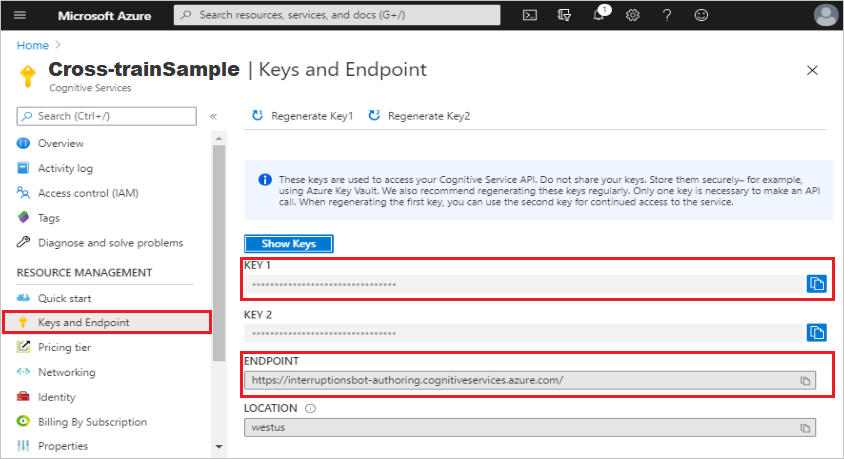 Microsoft Azure
Search resources, services, and docs (G+/)
1
Home
Cross-trainSample | Keys and Endpoint
Cognitive Services
Search (Ctrl+/)
Overview
Activity log
Access control (IAM)
Tags
Diagnose and solve problems
RESOURCE MANAGEMENT
Quick start
Keys and Endpoint
Pricing tier
Networking
Identity
Billing By Subscription
Properties
Regenerate Key1
Regenerate Key2
These keys are used to access your Cognitive Service API. Do not share your keys. Store them securely– for example,
using Azure Key Vault. We also recommend regenerating these keys regularly. Only one key is necessary to make an API
call. When regenerating the first key, you can use the second key for continued access to the service.
Show Keys
KEY 1
KEY 2
ENDPOINT
https://interruptionsbot-authoring.cognitiveservices.azure.com/
LOCATION
westus